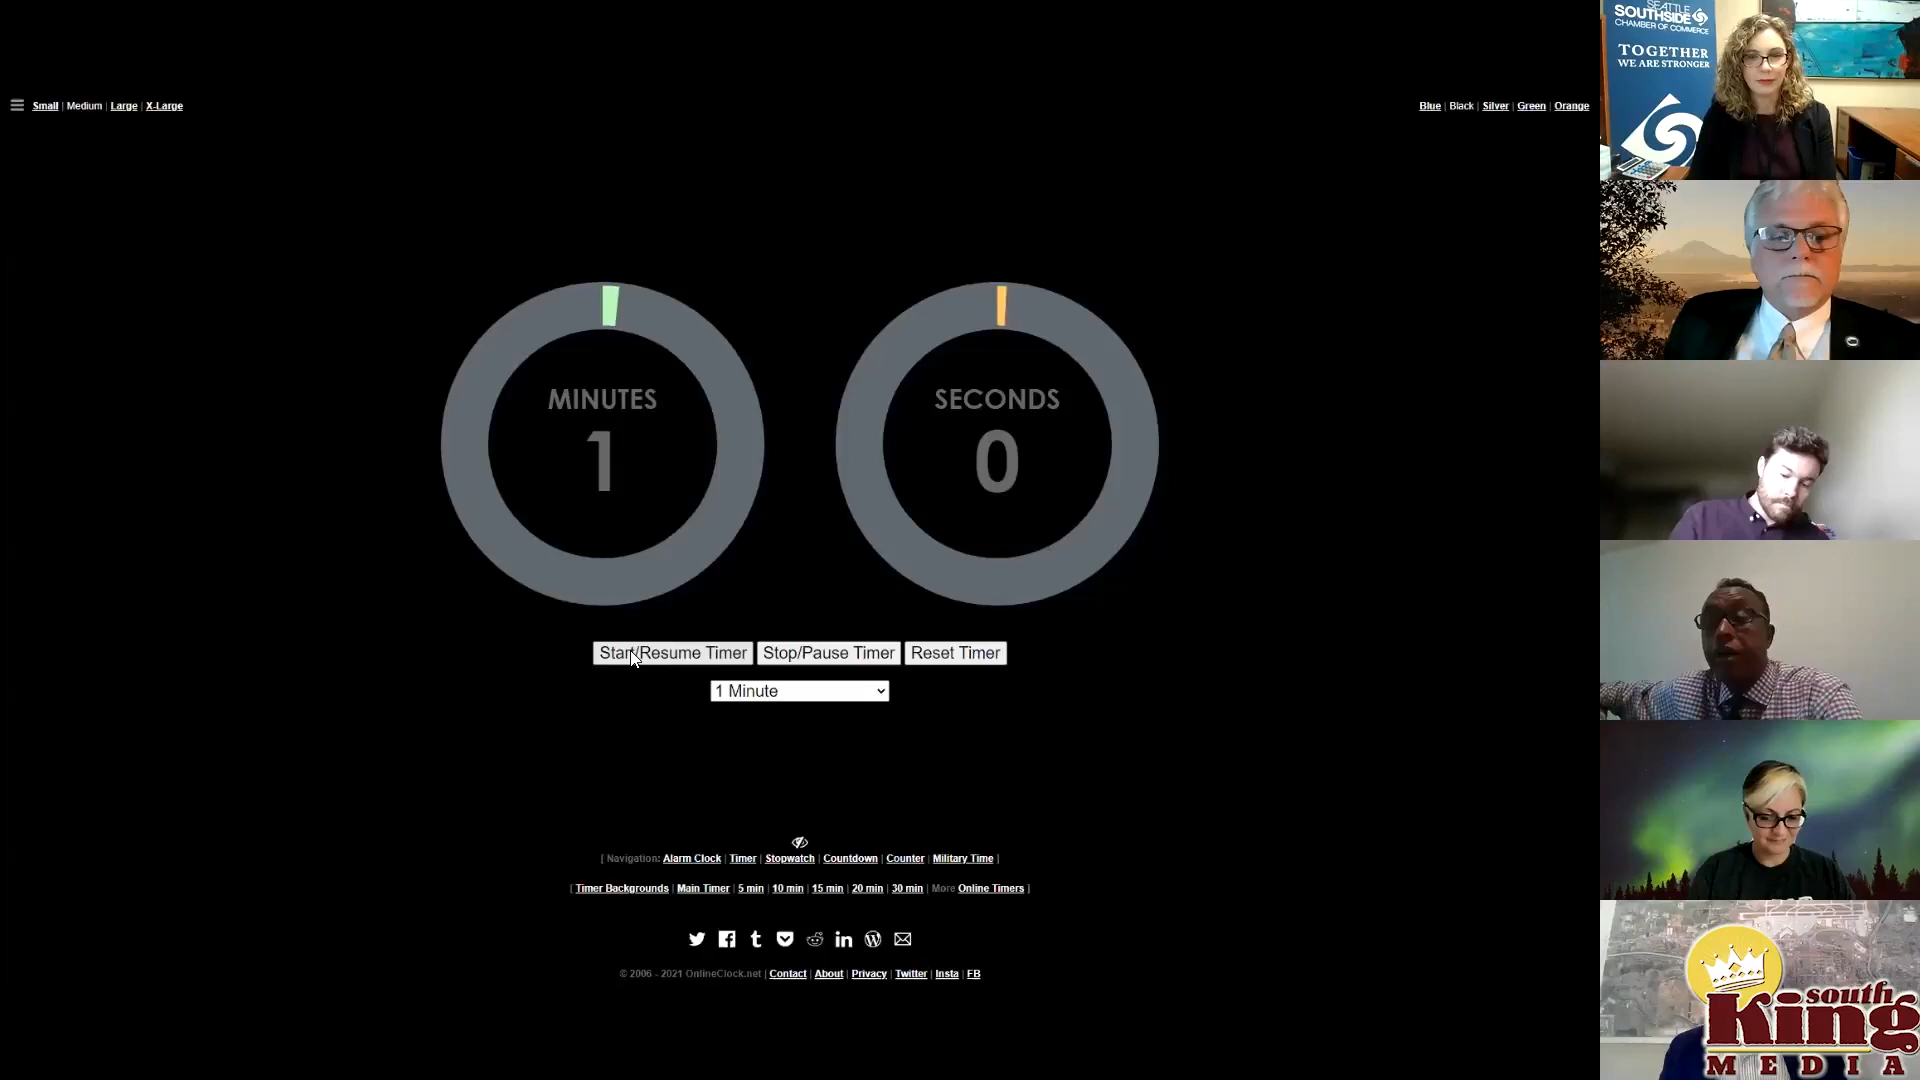 Small | Medium | Large | X-Large
Blue | Black | Silver | Green | Orange
MINUTES
1
SECONDS
0
Start/Resume Timer
Stop/Pause Timer
Reset Timer
1 Minute
[ Navigation: Alarm Clock | Timer | Stopwatch | Countdown | Counter | Military Time ]
[ Timer Backgrounds | Main Timer | 5 min | 10 min | 15 min | 20 min | 30 min | More Online Timers ]
© 2006 - 2021 OnlineClock.net | Contact | About | Privacy | Twitter | Insta | FB
SEATTLE
SOUTHSIDE
CHAMBER OF COMMERCE
TOGETHER
WE ARE STRONGER
south
King
MEDIA